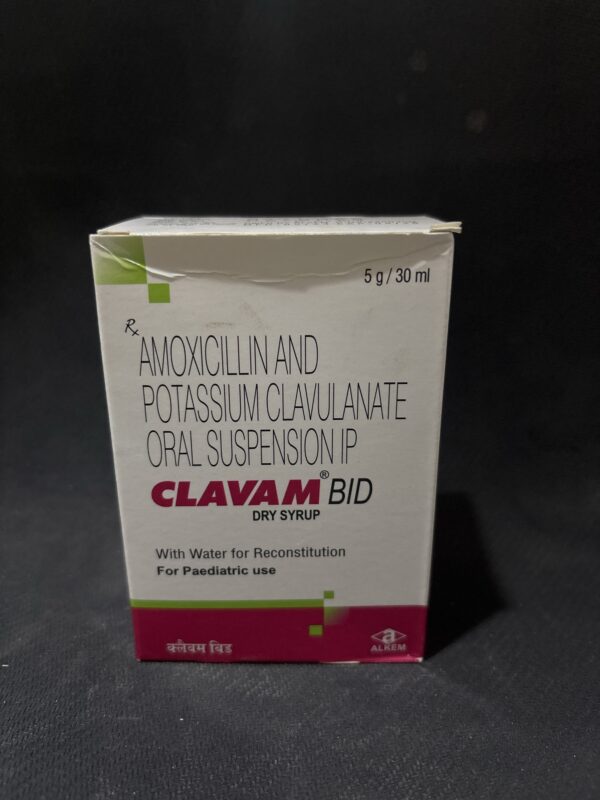 5 g / 30 ml
Rx
AMOXICILLIN AND
POTASSIUM CLAVULANATE
ORAL SUSPENSION IP
CLAVAM® BID
DRY SYRUP
With Water for Reconstitution
For Paediatric use
क्लैवम बिड
a
ALKEM